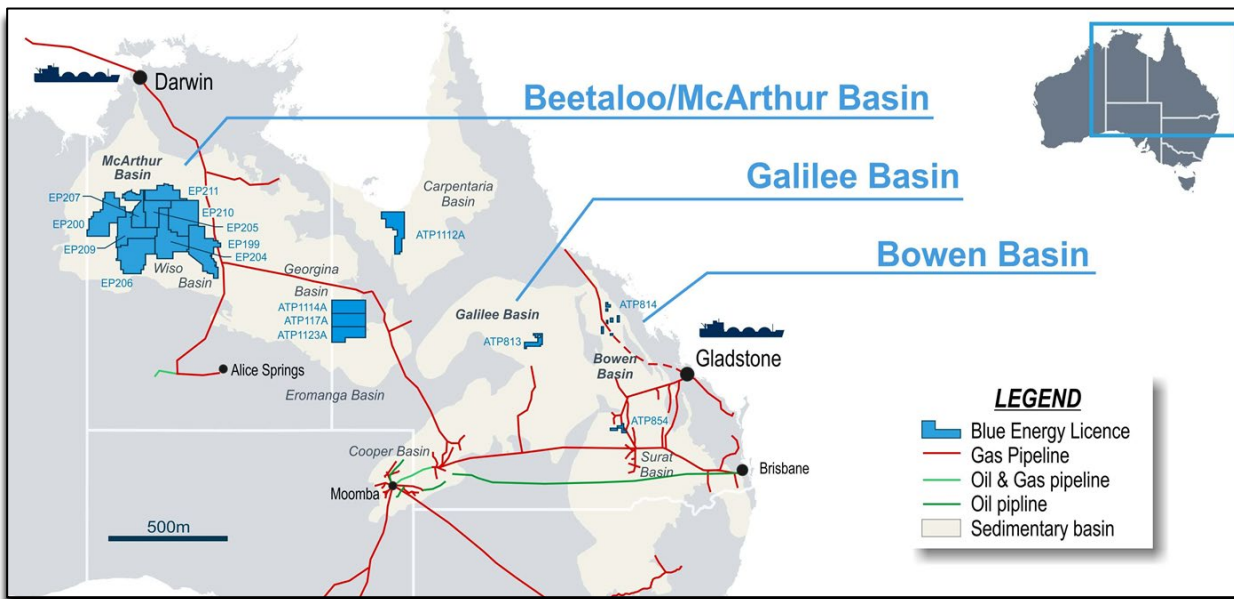 Darwin
Beetaloo/McArthur Basin
Galilee Basin
Bowen Basin
McArthur
Basin
EP207
EP211
EP200
EP210
EP205
EP209
EP199
EP204
EP206
Wiso
Basin
Carpentaria
Basin
ATP1112A
Georgina
Basin
ATP1114A
ATP117A
ATP1123A
Galilee Basin
ATP813
ATP814
Bowen
Basin
Gladstone
Alice Springs
Eromanga Basin
ATP854
Cooper Basin
Surat
Basin
Moomba
Brisbane
500m
LEGEND
Blue Energy Licence
Gas Pipeline
Oil & Gas pipeline
Oil pipline
Sedimentary basin